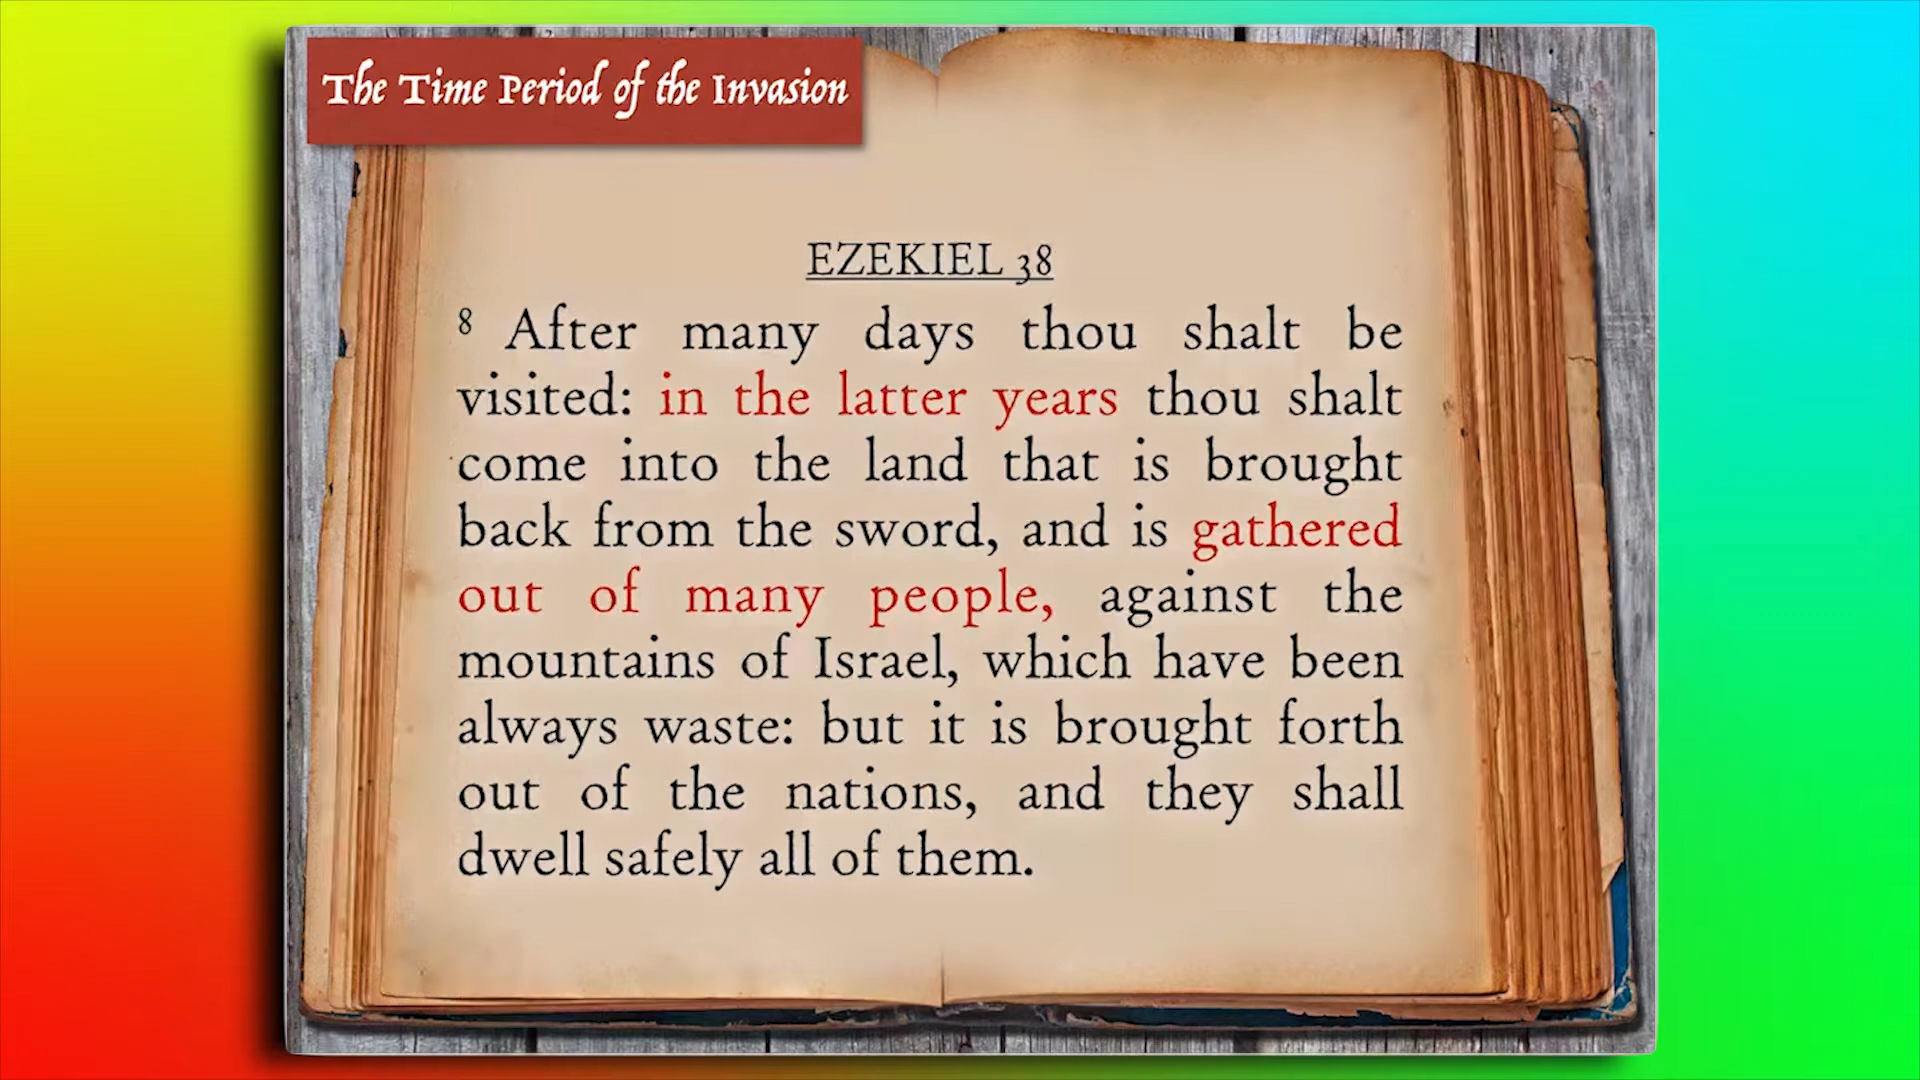 The Time Period of the Invasion
EZEKIEL 38
8 After many days thou shalt be
visited: in the latter years thou shalt
come into the land that is brought
back from the sword, and is gathered
out of many people, against the
mountains of Israel, which have been
always waste: but it is brought forth
out of the nations, and they shall
dwell safely all of them.